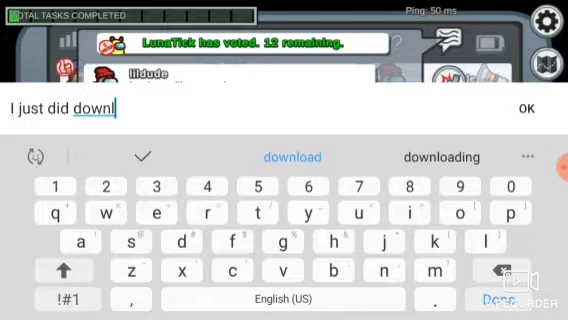 TOTAL TASKS COMPLETED
Ping: 50 ms
LunaTick has voted. 12 remaining.
?
lildude
I just did downl
OK
download downloading ...
1 2 3 4 5 6 7 8 9 0
q w e r t y u i o p
a s d f g h j k l
z x c v b n m
!#1 , English (US) . Done
RECORDER